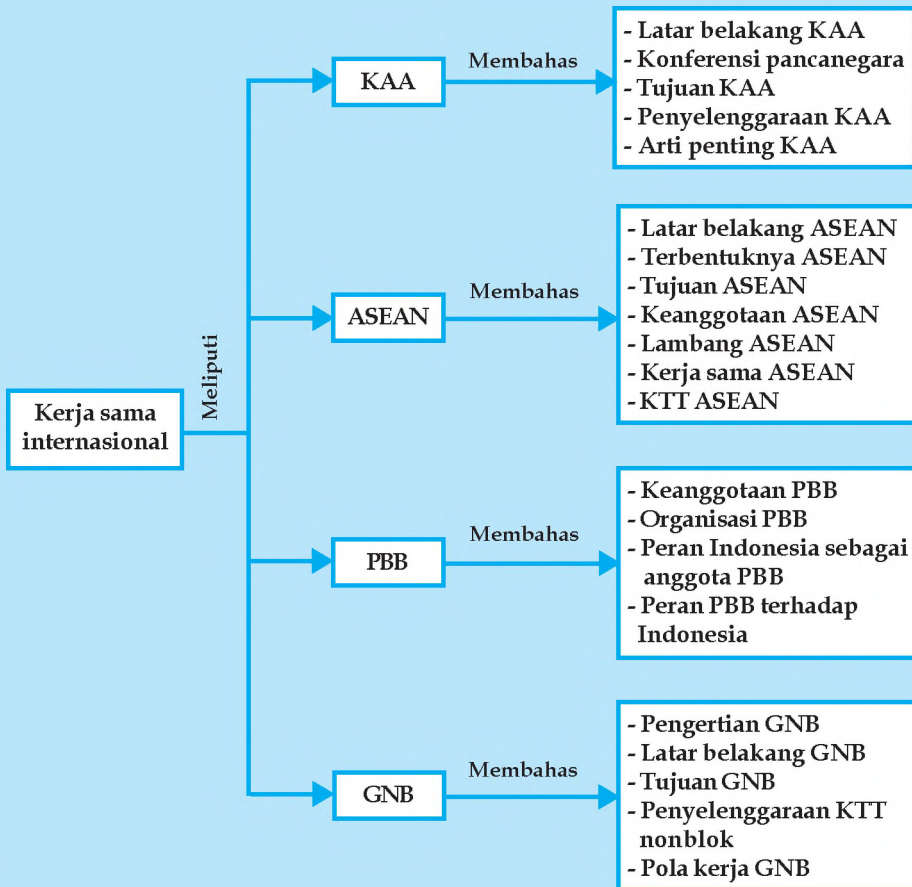 Kerja sama
internasional
Meliputi
KAA
Membahas
- Latar belakang KAA
- Konferensi pancanegara
- Tujuan KAA
- Penyelenggaraan KAA
- Arti penting KAA
ASEAN
Membahas
- Latar belakang ASEAN
- Terbentuknya ASEAN
- Tujuan ASEAN
- Keanggotaan ASEAN
- Lambang ASEAN
- Kerja sama ASEAN
- KTT ASEAN
PBB
Membahas
- Keanggotaan PBB
- Organisasi PBB
- Peran Indonesia sebagai
anggota PBB
- Peran PBB terhadap
Indonesia
GNB
Membahas
- Pengertian GNB
- Latar belakang GNB
- Tujuan GNB
- Penyelenggaraan KTT
nonblok
- Pola kerja GNB